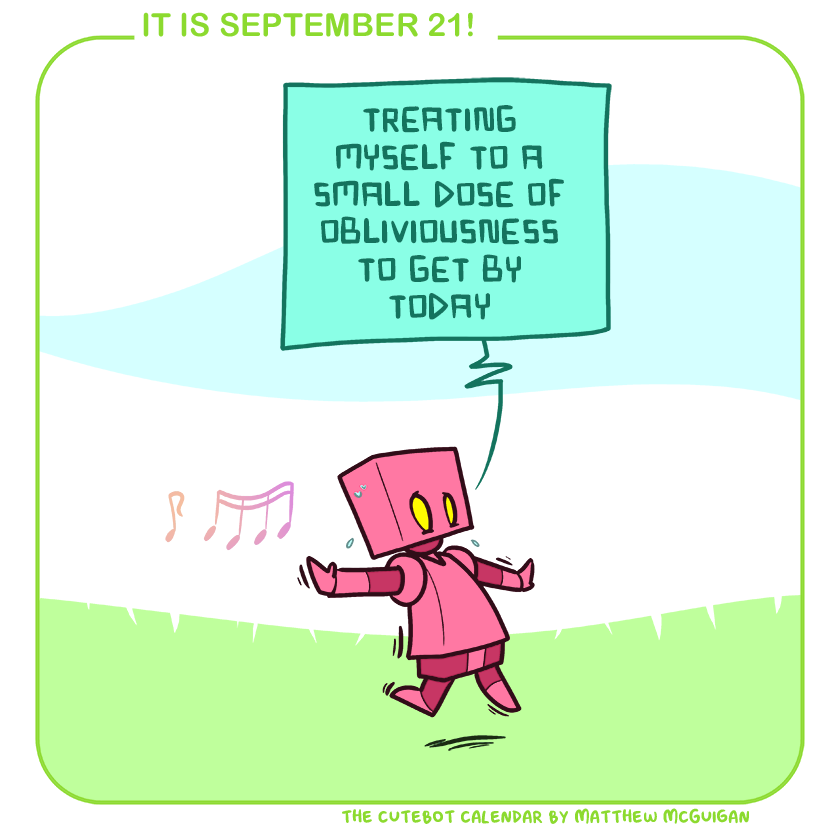 IT IS SEPTEMBER 21!
TREATING
MYSELF TO A
SMALL DOSE OF
OBLIVIOUSNESS
TO GET BY
TODAY
THE CUTEBOT CALENDAR BY MATTHEW MCGUIGAN